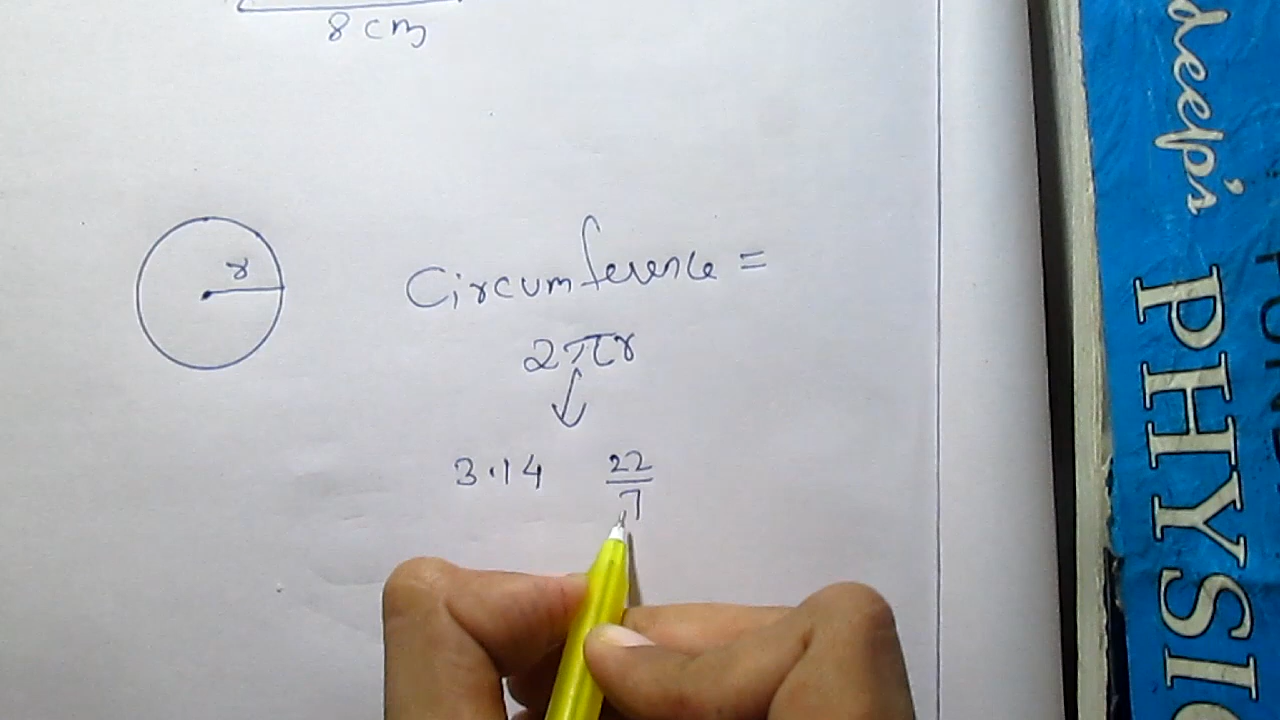 8 cm
r
Circumference =
2πr
3.14 22/7
deep's
PHYSI